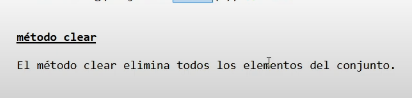 método clear
El método clear elimina todos los elementos del conjunto.